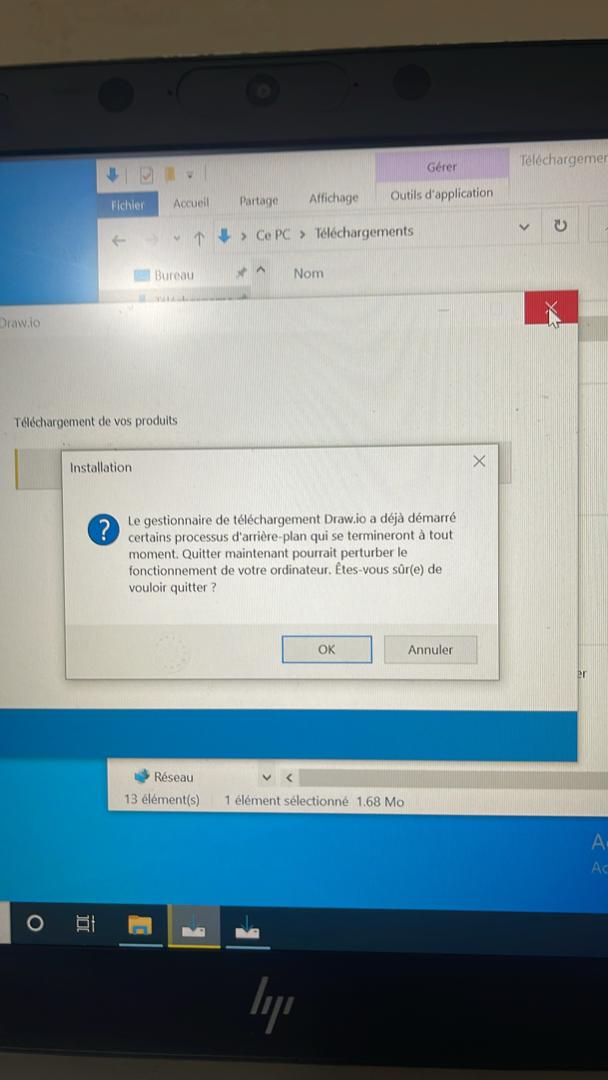 Gérer
Téléchargemen
Fichier
Accueil
Partage
Affichage
Outils d'application
Ce PC > Téléchargements
Bureau
Nom
Draw.io
Téléchargement de vos produits
Installation
Le gestionnaire de téléchargement Draw.io a déjà démarré
certains processus d'arrière-plan qui se termineront à tout
moment. Quitter maintenant pourrait perturber le
fonctionnement de votre ordinateur. Êtes-vous sûr(e) de
vouloir quitter ?
OK
Annuler
er
Réseau
13 élément(s)
1 élément sélectionné 1.68 Mo
Ac
Ac
hp